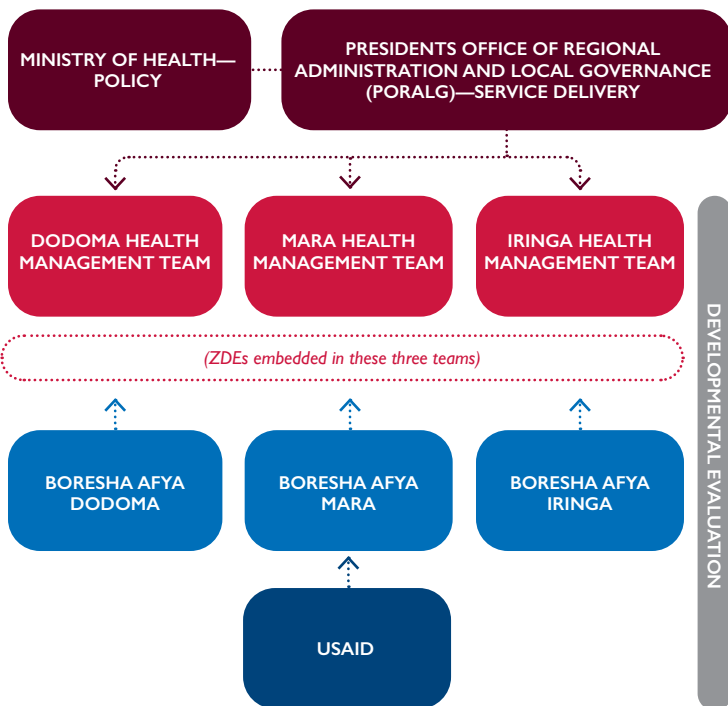 MINISTRY OF HEALTH—
POLICY
PRESIDENTS OFFICE OF REGIONAL
ADMINISTRATION AND LOCAL GOVERNANCE
(PORALG)—SERVICE DELIVERY
DODOMA HEALTH
MANAGEMENT TEAM
MARA HEALTH
MANAGEMENT TEAM
IRINGA HEALTH
MANAGEMENT TEAM
(ZDEs embedded in these three teams)
BORESHA AFYA
DODOMA
BORESHA AFYA
MARA
BORESHA AFYA
IRINGA
USAID
DEVELOPMENTAL EVALUATION